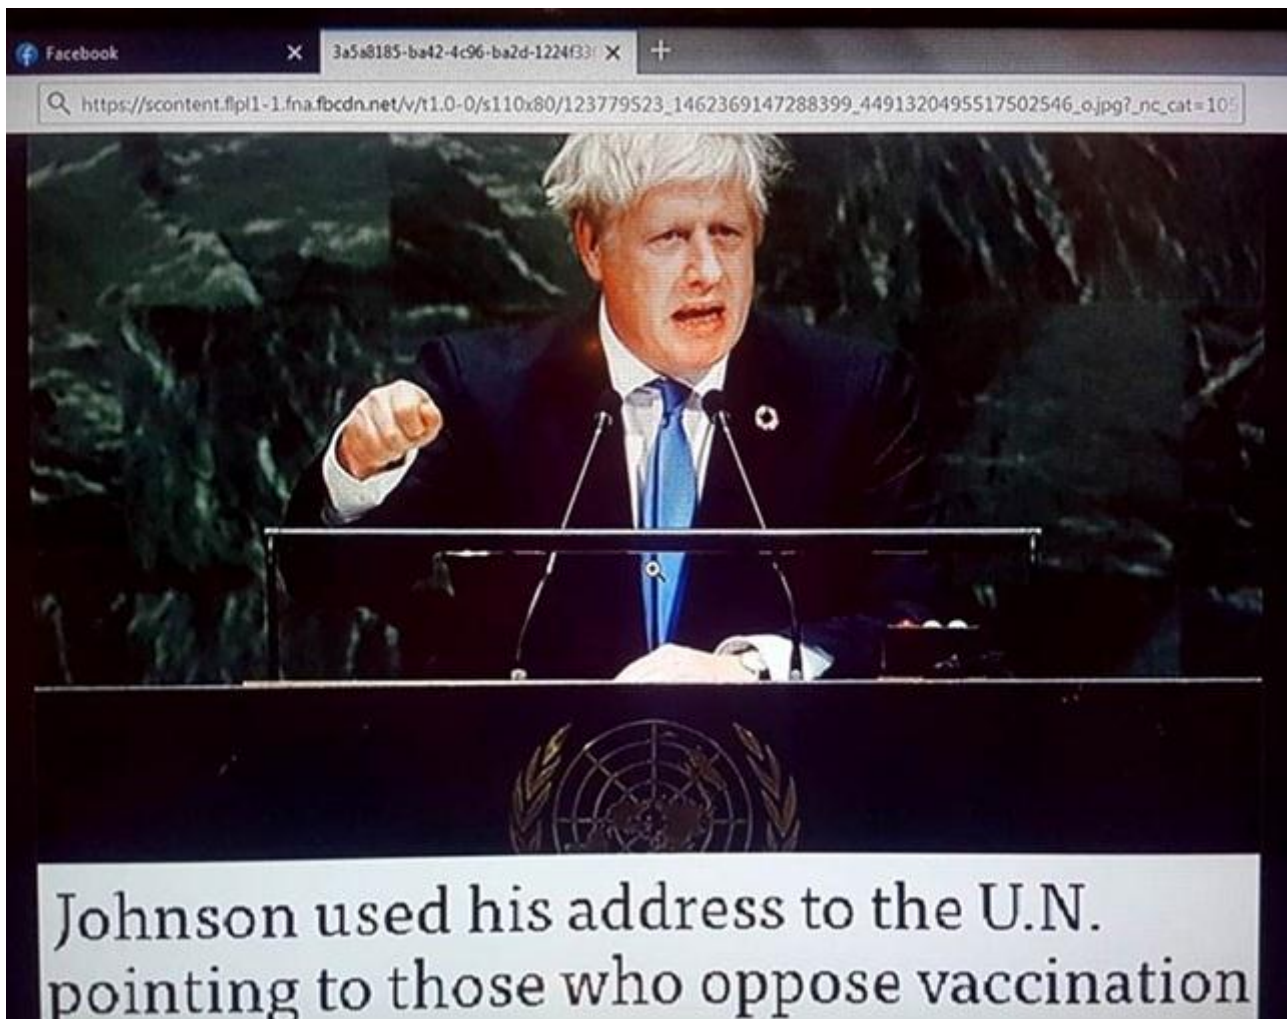 Facebook
3a5a8185-ba42-4c96-ba2d-1224f33
https://scontent.flpl1-1.fna.fbcdn.net/v/t1.0-0/s110x80/123779523_1462369147288399_4491320495517502546_o.jpg?_nc_cat=105
Johnson used his address to the U.N.
pointing to those who oppose vaccination